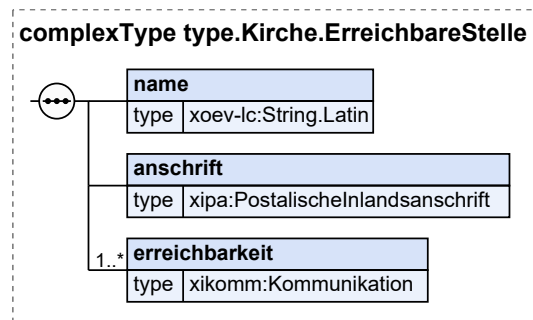 complexType type.Kirche.ErreichbareStelle
name
type xoev-lc:String.Latin
anschrift
type xipa:PostalischeInlandsanschrift
1..* erreichbarkeit
type xikomm:Kommunikation